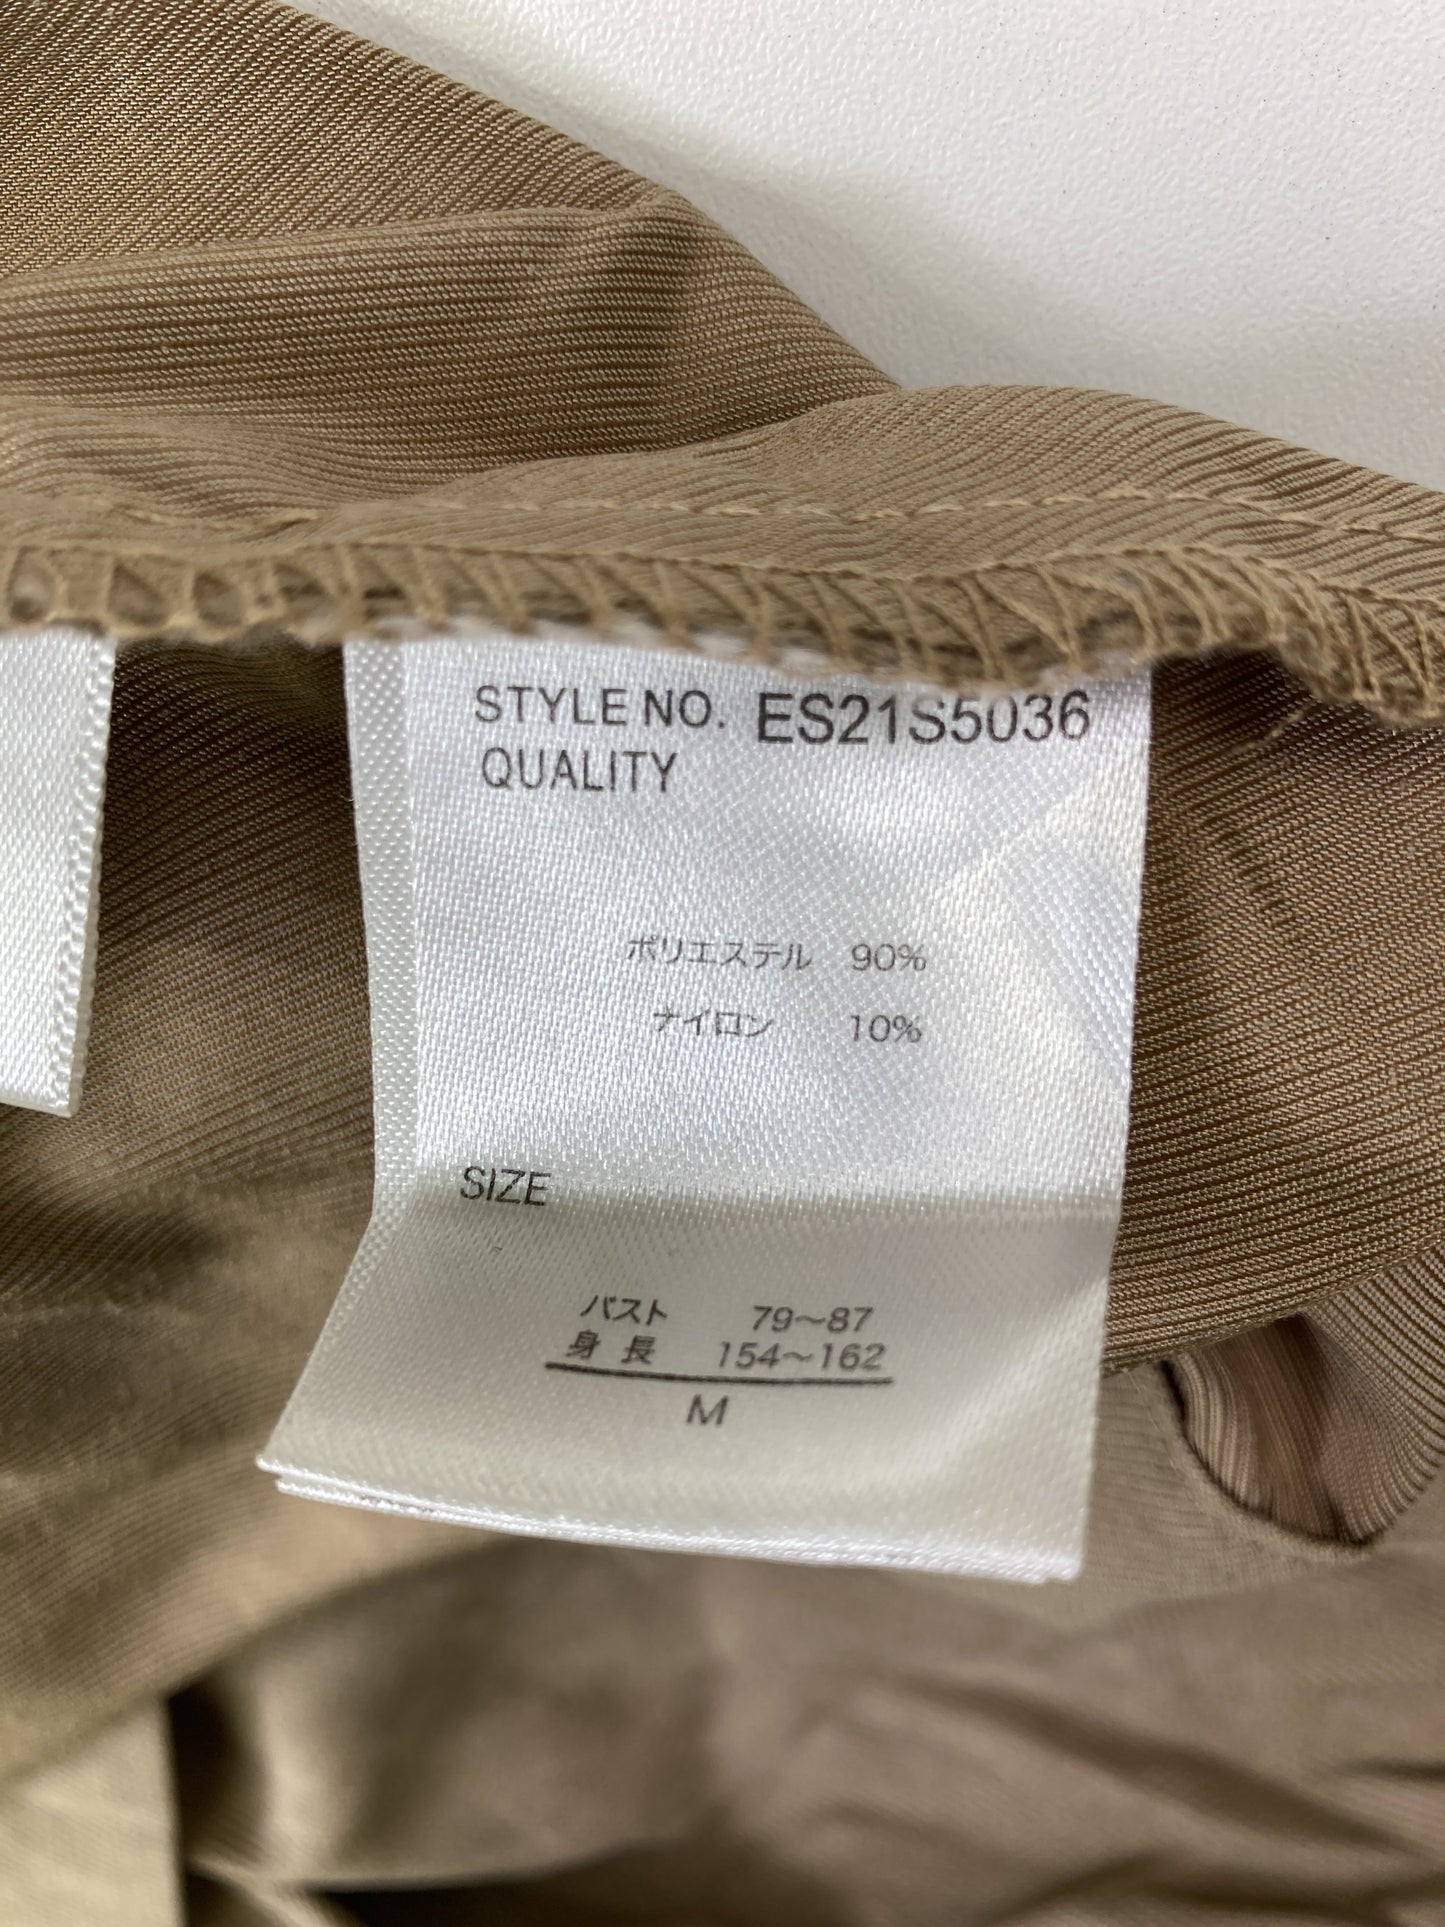 STYLE NO. ES21S5036
QUALITY
ポリエステル 90%
ナイロン 10%
SIZE
バスト 79～87
身長 154～162
M